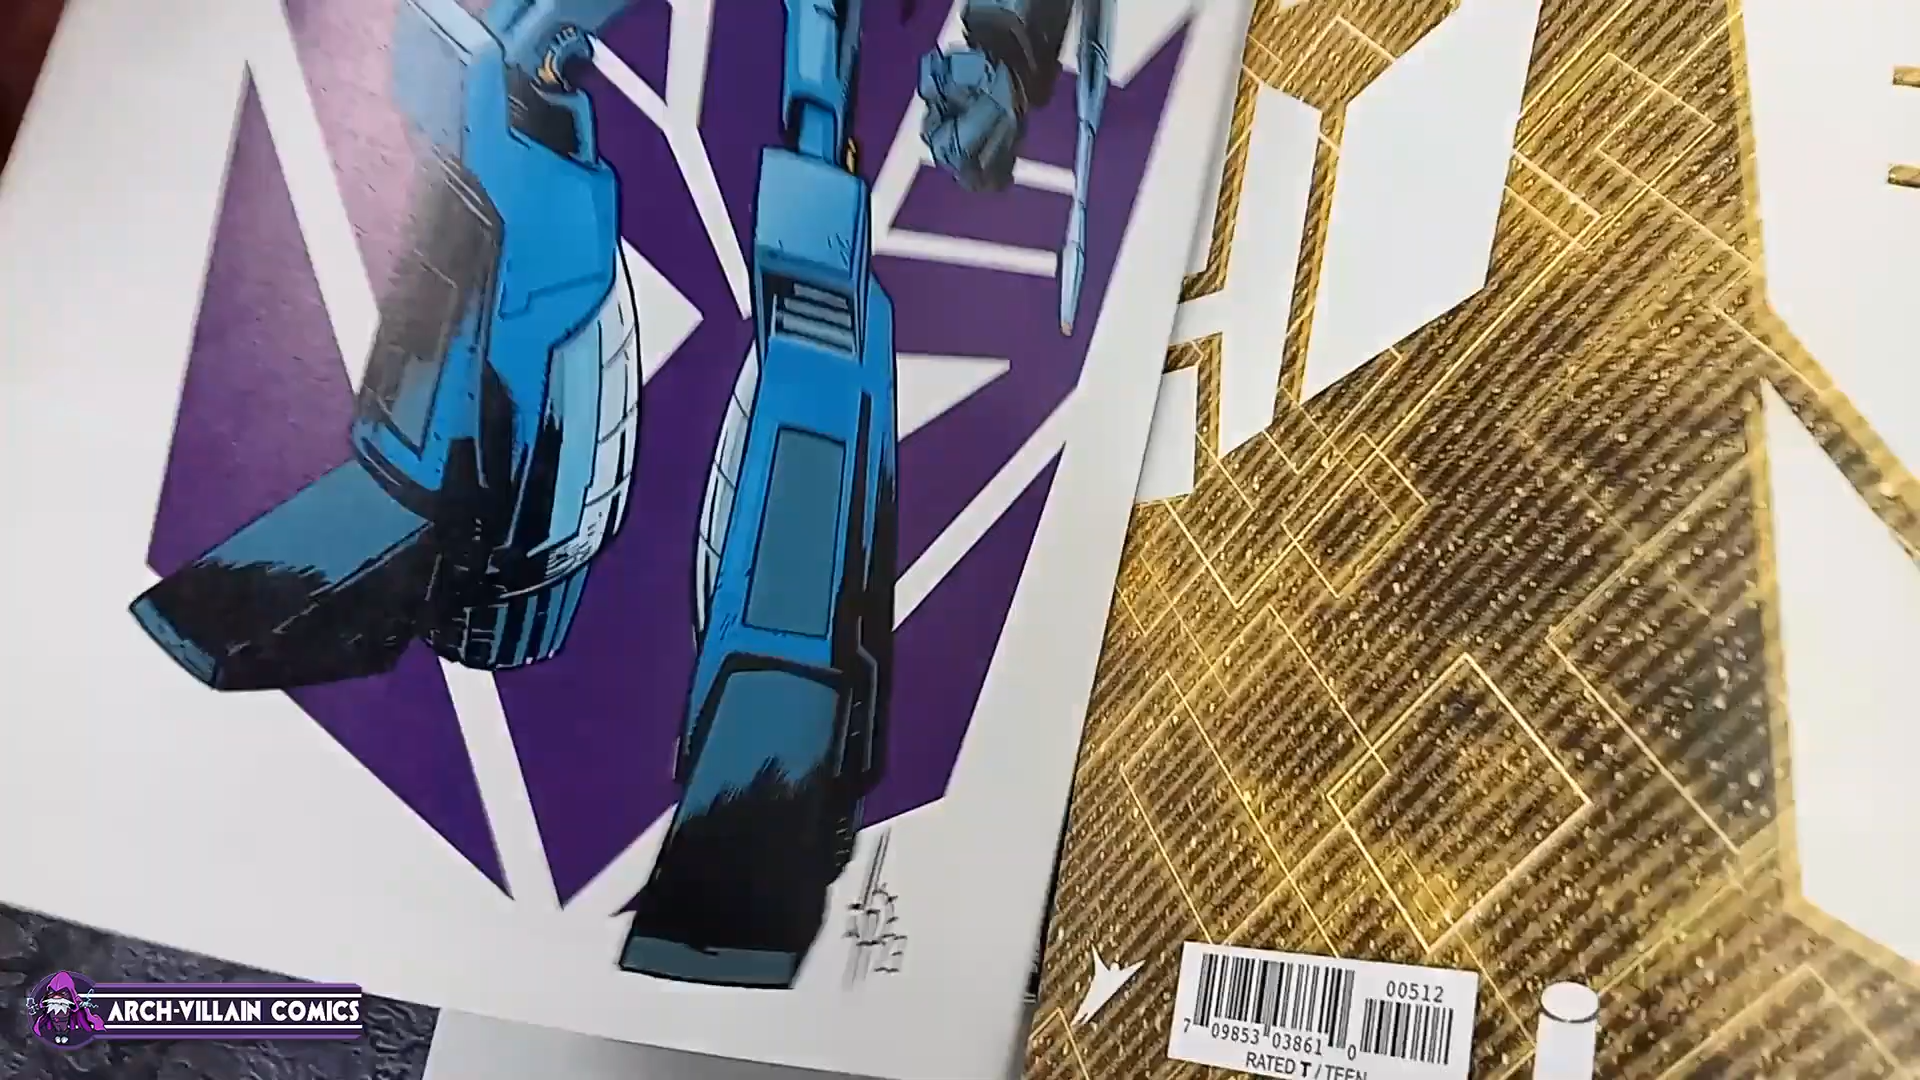 ARCH-VILLAIN COMICS
00512
7 09853 03861 0
RATED T / TEEN